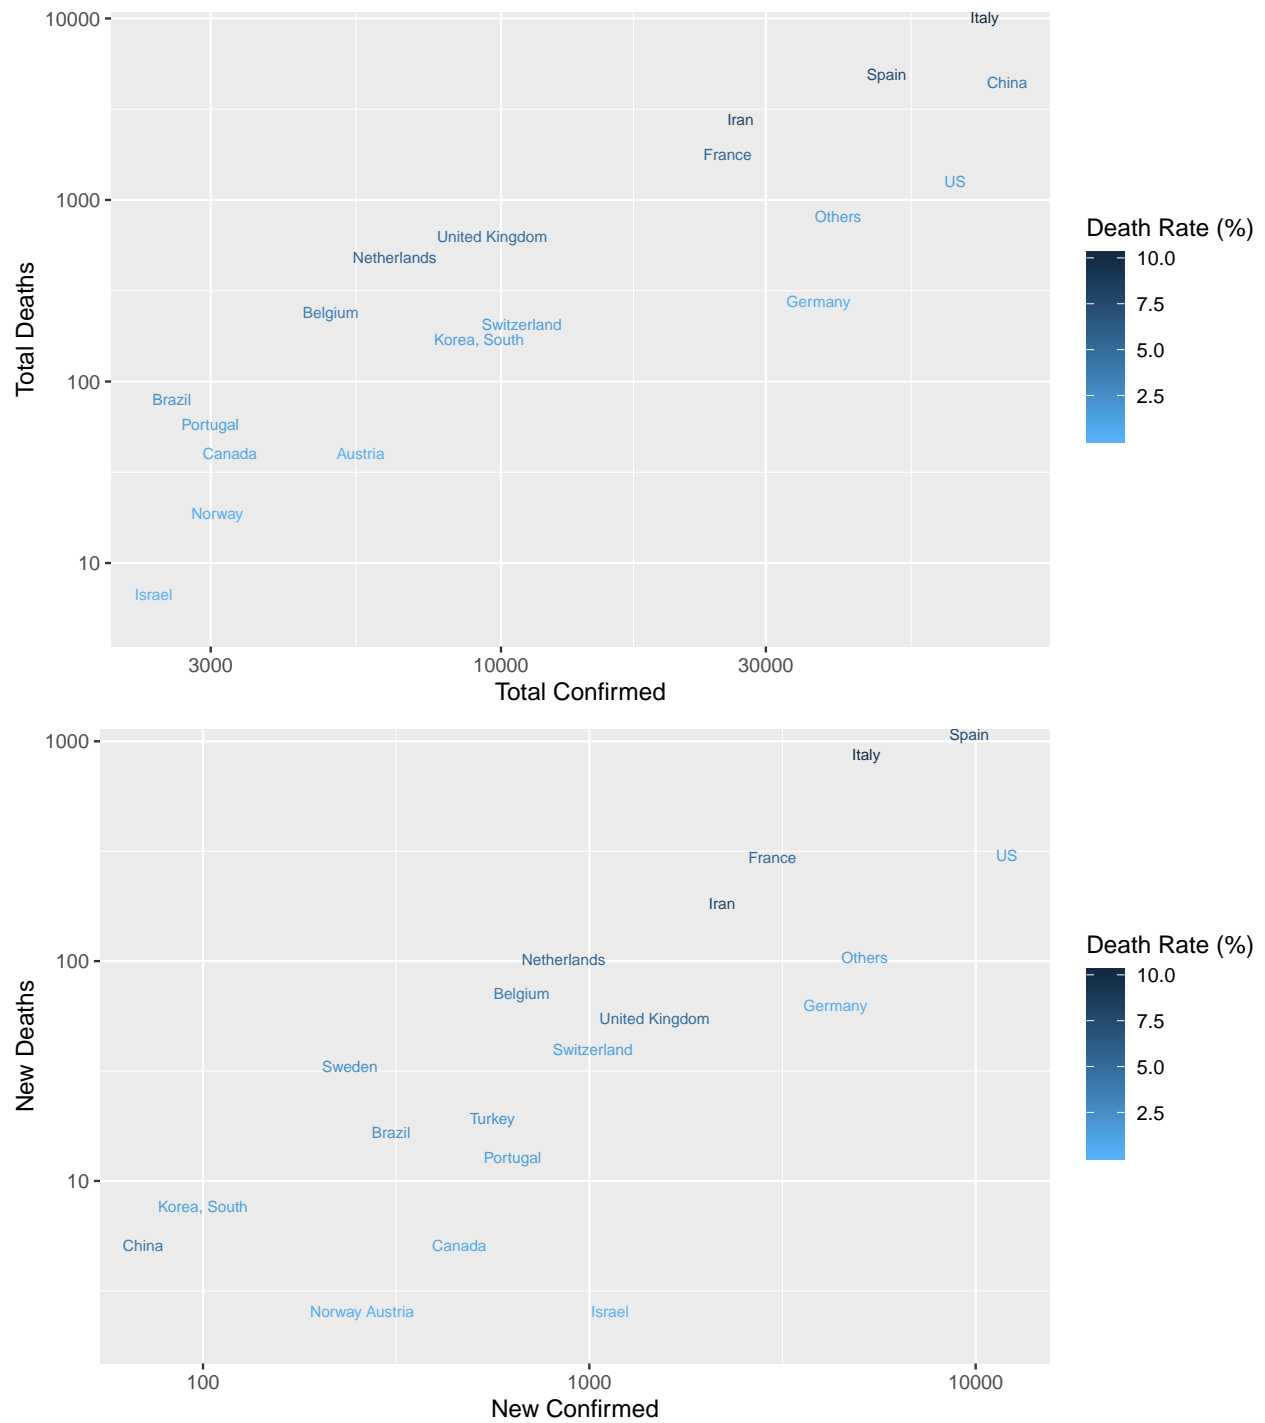 10000
Italy
Spain
China
Iran
France
1000
US
Others
United Kingdom
Netherlands
Germany
Belgium
Switzerland
Korea, South
100
Brazil
Portugal
Canada
Austria
Norway
10
Israel
Total Deaths
3000
10000
30000
Total Confirmed
Death Rate (%)
10.0
7.5
5.0
2.5
1000
Spain
Italy
France
US
Iran
100
Netherlands
Others
Belgium
Germany
United Kingdom
Switzerland
Sweden
Turkey
Brazil
Portugal
10
Korea, South
China
Canada
Norway Austria
Israel
New Deaths
100
1000
10000
New Confirmed
Death Rate (%)
10.0
7.5
5.0
2.5